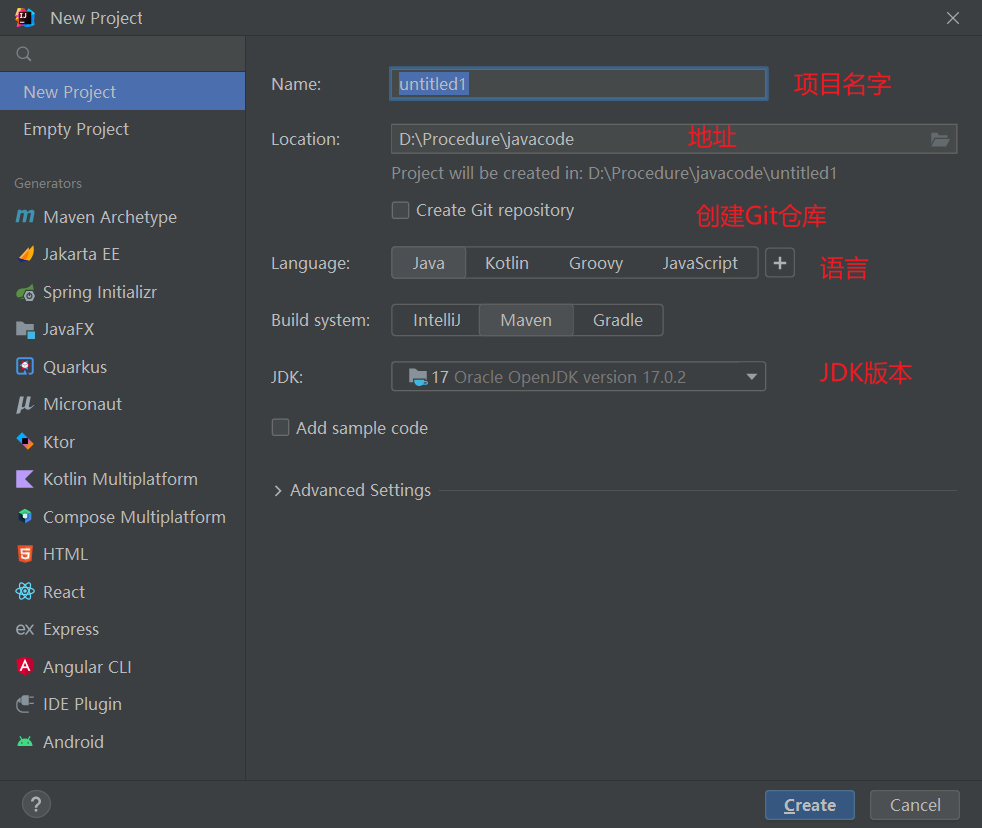 New Project
New Project
Empty Project
Generators
Maven Archetype
Jakarta EE
Spring Initializr
JavaFX
Quarkus
Micronaut
Ktor
Kotlin Multiplatform
Compose Multiplatform
HTML
React
Express
Angular CLI
IDE Plugin
Android
Name: untitled1 项目名字
Location: D:\Procedure\javacode 地址
Project will be created in: D:\Procedure\javacode\untitled1
Create Git repository 创建Git仓库
Language: Java Kotlin Groovy JavaScript + 语言
Build system: IntelliJ Maven Gradle
JDK: 17 Oracle OpenJDK version 17.0.2 JDK版本
Add sample code
Advanced Settings
? Create Cancel